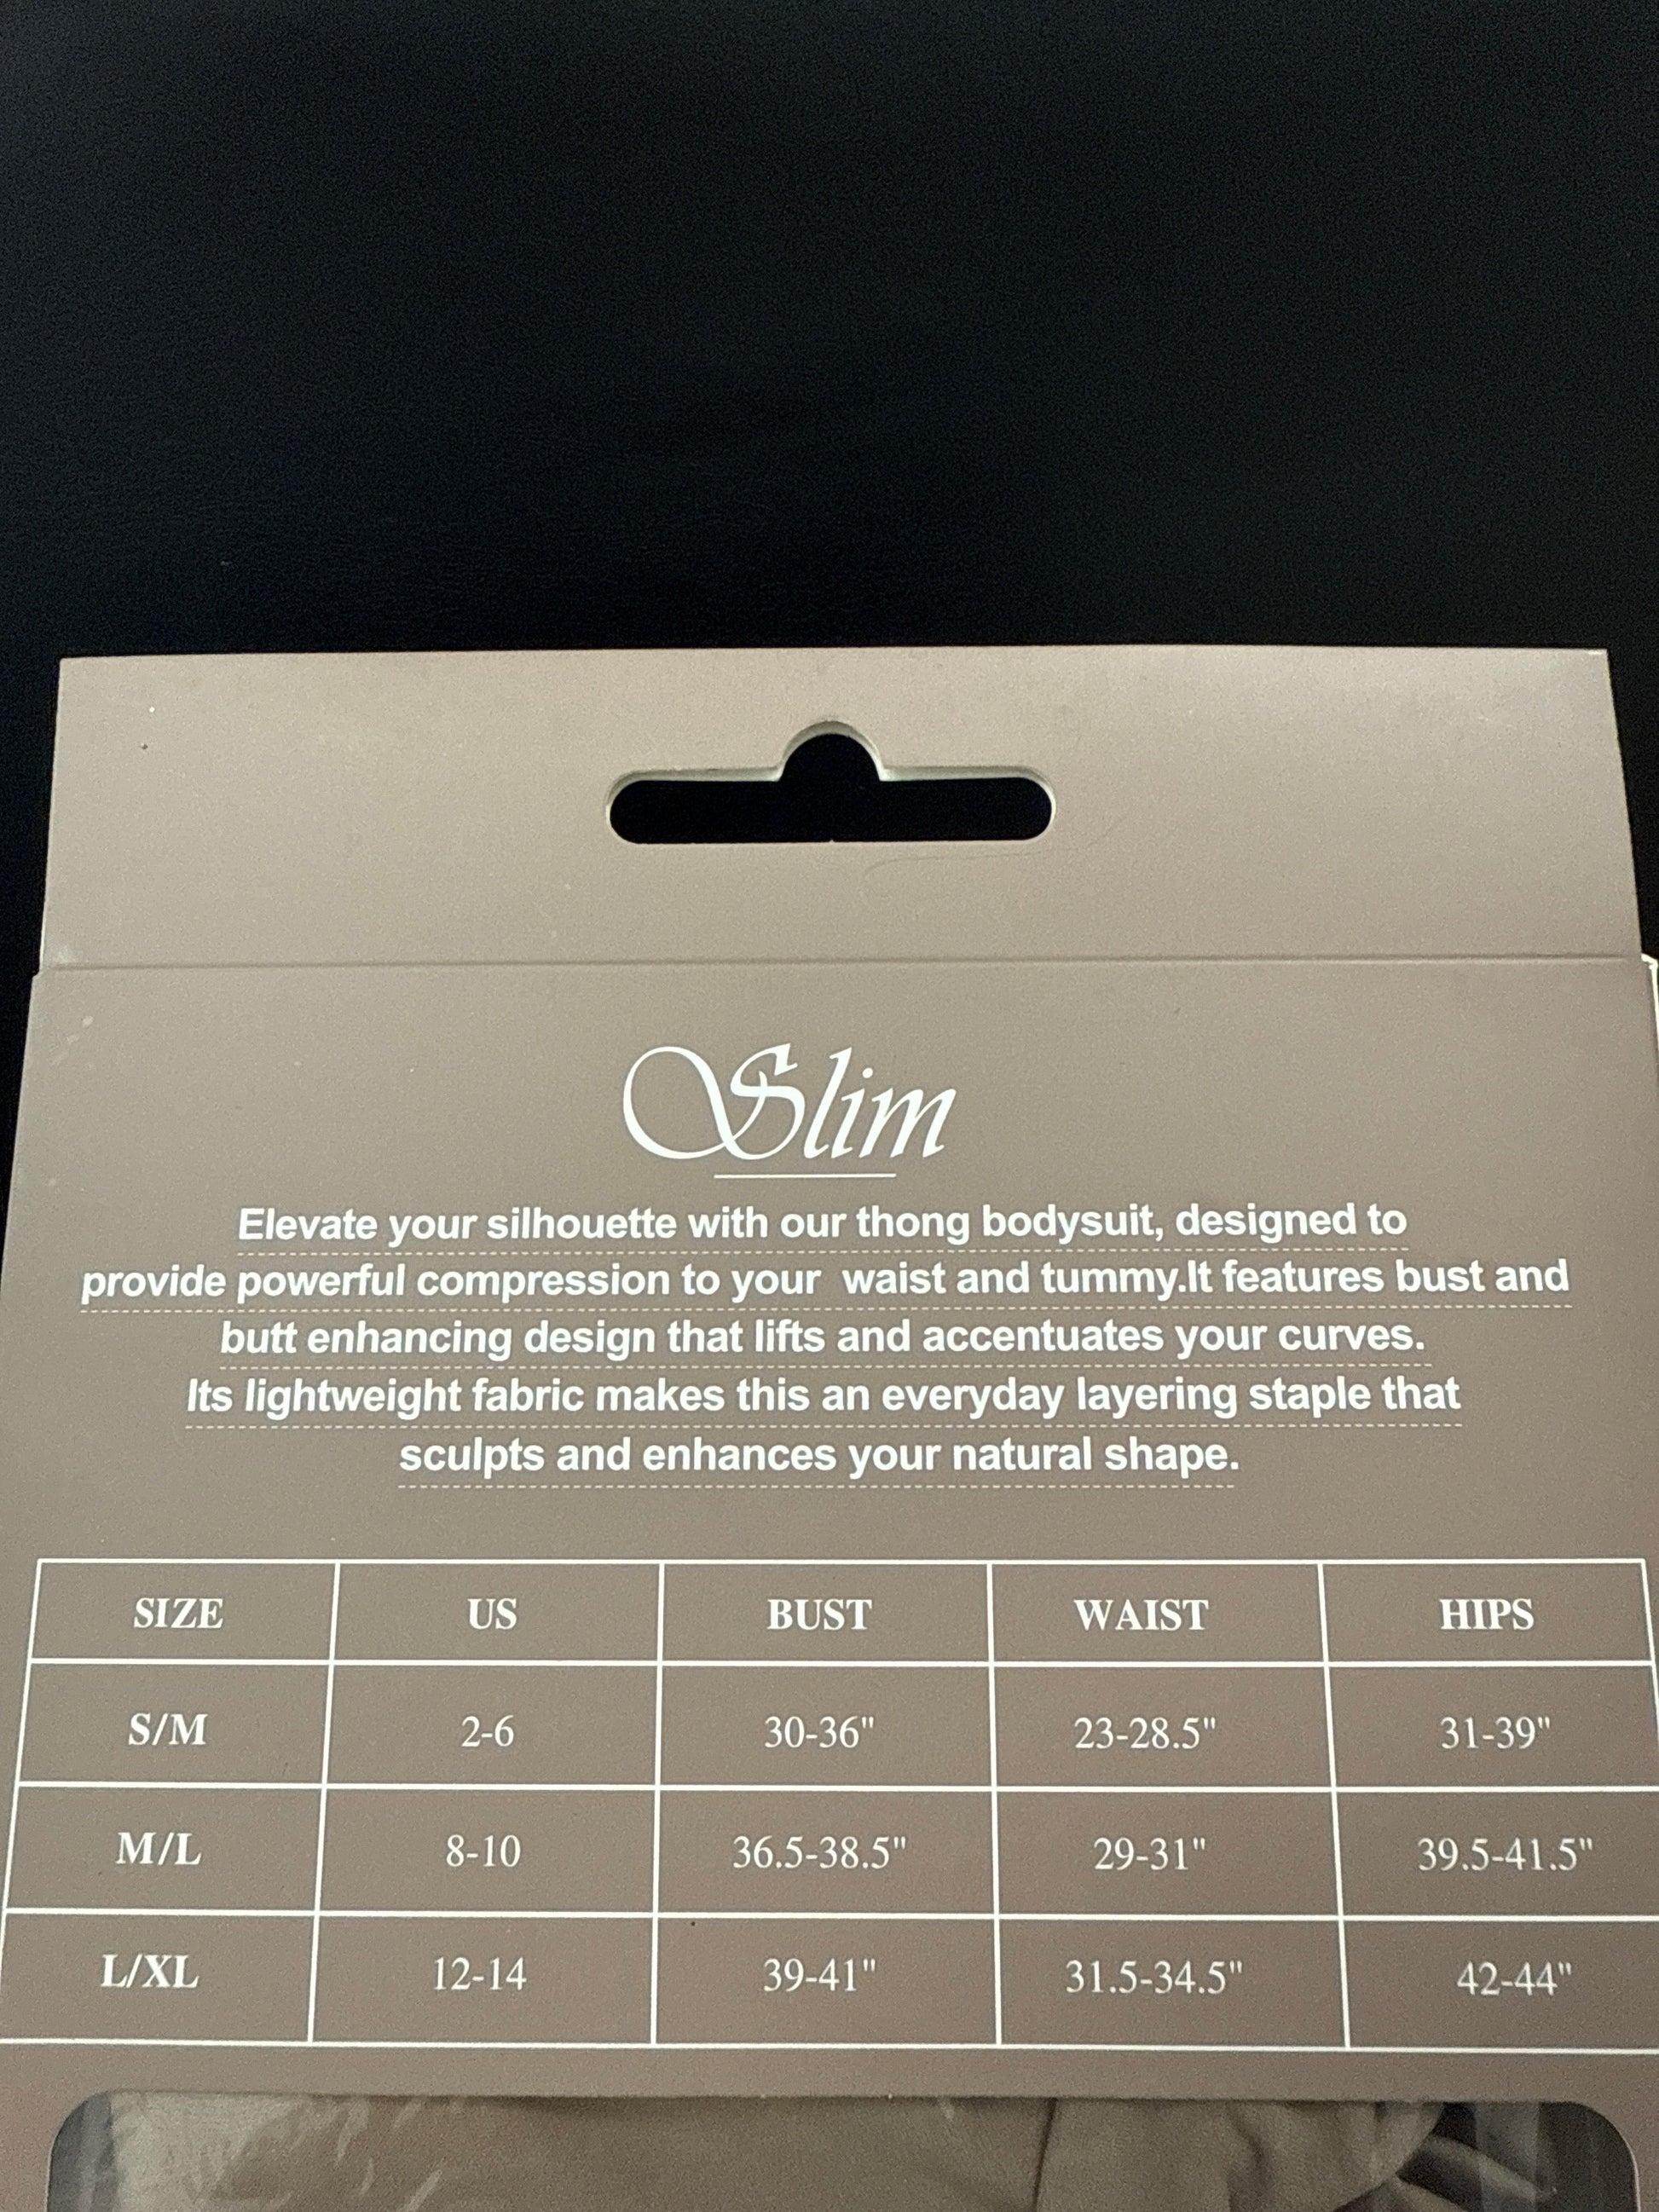 Slim
Elevate your silhouette with our thong bodysuit, designed to
provide powerful compression to your  waist and tummy.It features bust and
butt enhancing design that lifts and accentuates your curves.
Its lightweight fabric makes this an everyday layering staple that
sculpts and enhances your natural shape.
SIZE US BUST WAIST HIPS
S/M 2-6 30-36" 23-28.5" 31-39"
M/L 8-10 36.5-38.5" 29-31" 39.5-41.5"
L/XL 12-14 39-41" 31.5-34.5" 42-44"